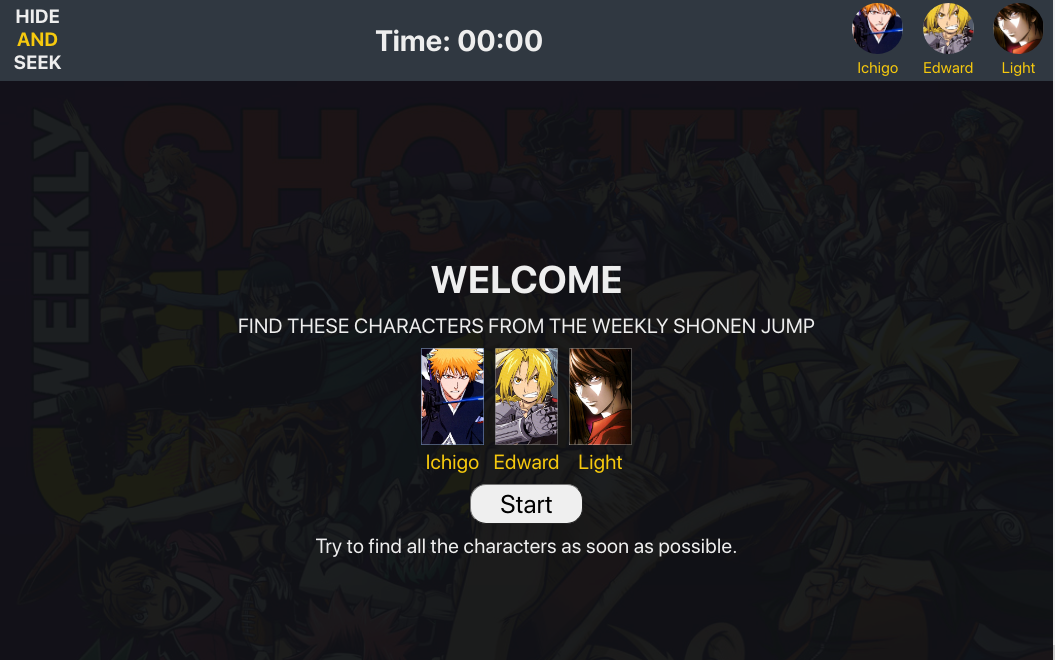 HIDE
AND
SEEK
Time: 00:00
Ichigo Edward Light
WEEKLY
SHONEN
WELCOME
FIND THESE CHARACTERS FROM THE WEEKLY SHONEN JUMP
Ichigo Edward Light
Start
Try to find all the characters as soon as possible.